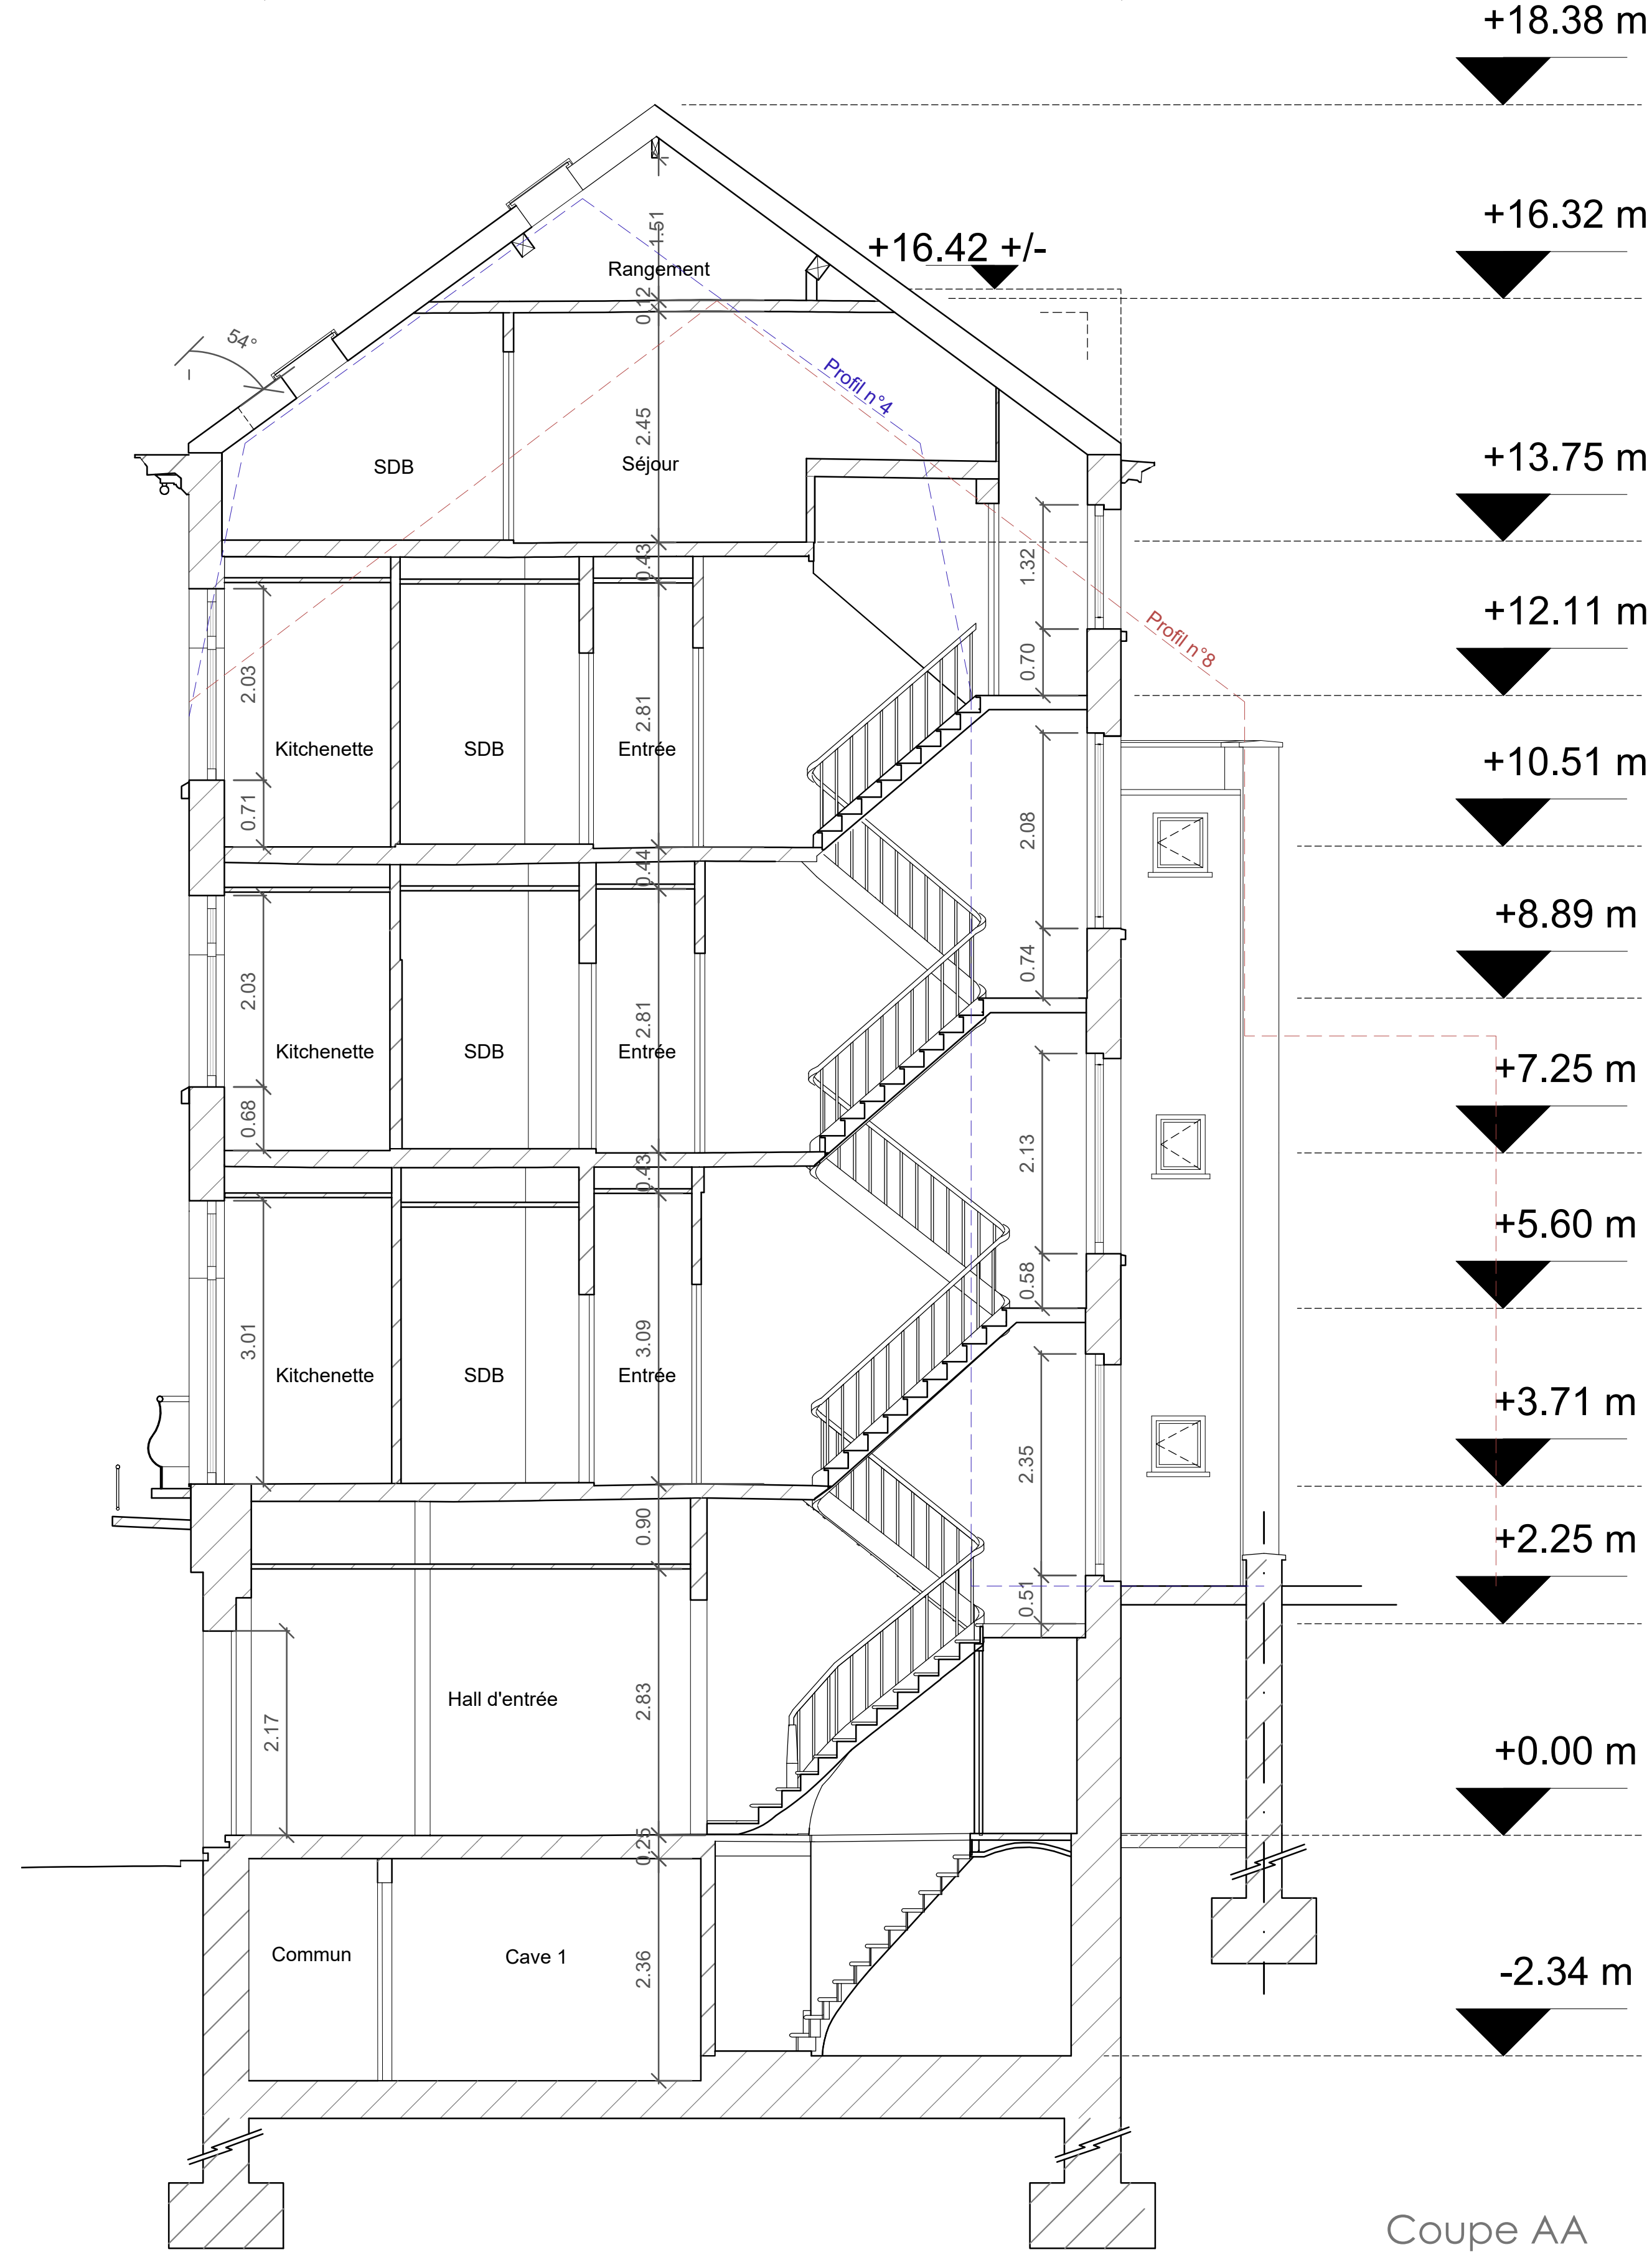 +18.38 m
+16.32 m
+16.42 +/-
1.51
Rangement
0.12
54°
Profil n°4
2.45
SDB
Séjour
+13.75 m
0.43
1.32
+12.11 m
Profil n°8
2.03
2.81
0.70
Kitchenette
SDB
Entrée
+10.51 m
0.71
2.08
0.44
+8.89 m
0.74
2.03
2.81
Kitchenette
SDB
Entrée
+7.25 m
0.68
2.13
0.43
+5.60 m
0.58
3.01
3.09
Kitchenette
SDB
Entrée
+3.71 m
2.35
0.90
+2.25 m
0.51
Hall d'entrée
2.83
2.17
+0.00 m
0.25
Commun
Cave 1
2.36
-2.34 m
Coupe AA